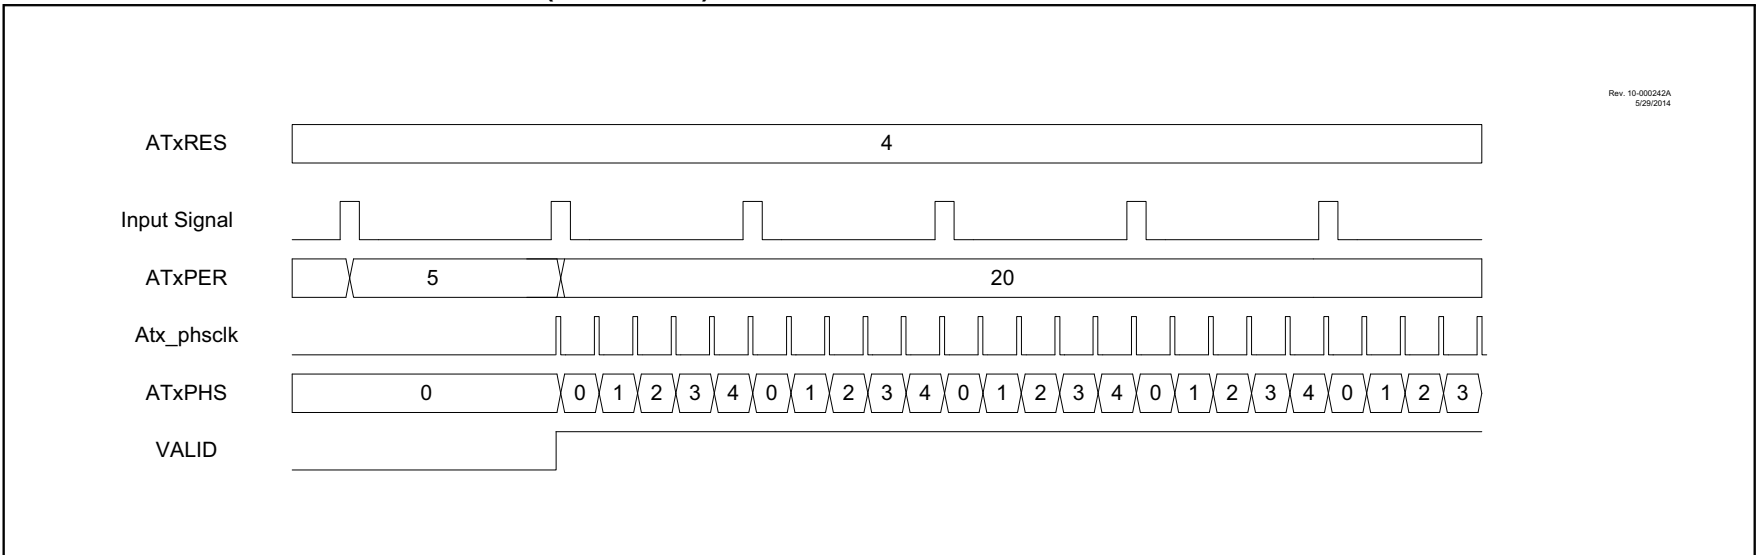 Rev. 10-000242A
5/29/2014
ATxRES 4
Input Signal
ATxPER 5 20
Atx_phsclk
ATxPHS 0 0 1 2 3 4 0 1 2 3 4 0 1 2 3 4 0 1 2 3 4 0 1 2 3
VALID